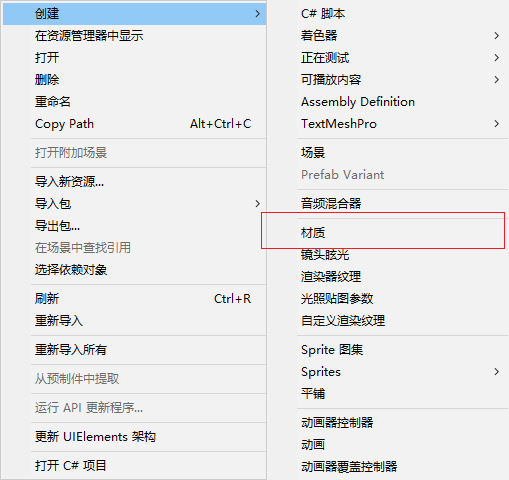 创建
在资源管理器中显示
打开
删除
重命名
Copy Path Alt+Ctrl+C
打开附加场景
导入新资源...
导入包
导出包...
在场景中查找引用
选择依赖对象
刷新 Ctrl+R
重新导入
重新导入所有
从预制件中提取
运行 API 更新程序...
更新 UIElements 架构
打开 C# 项目
C# 脚本
着色器
正在测试
可播放内容
Assembly Definition
TextMeshPro
场景
Prefab Variant
音频混合器
材质
镜头眩光
渲染器纹理
光照贴图参数
自定义渲染纹理
Sprite 图集
Sprites
平铺
动画器控制器
动画
动画器覆盖控制器